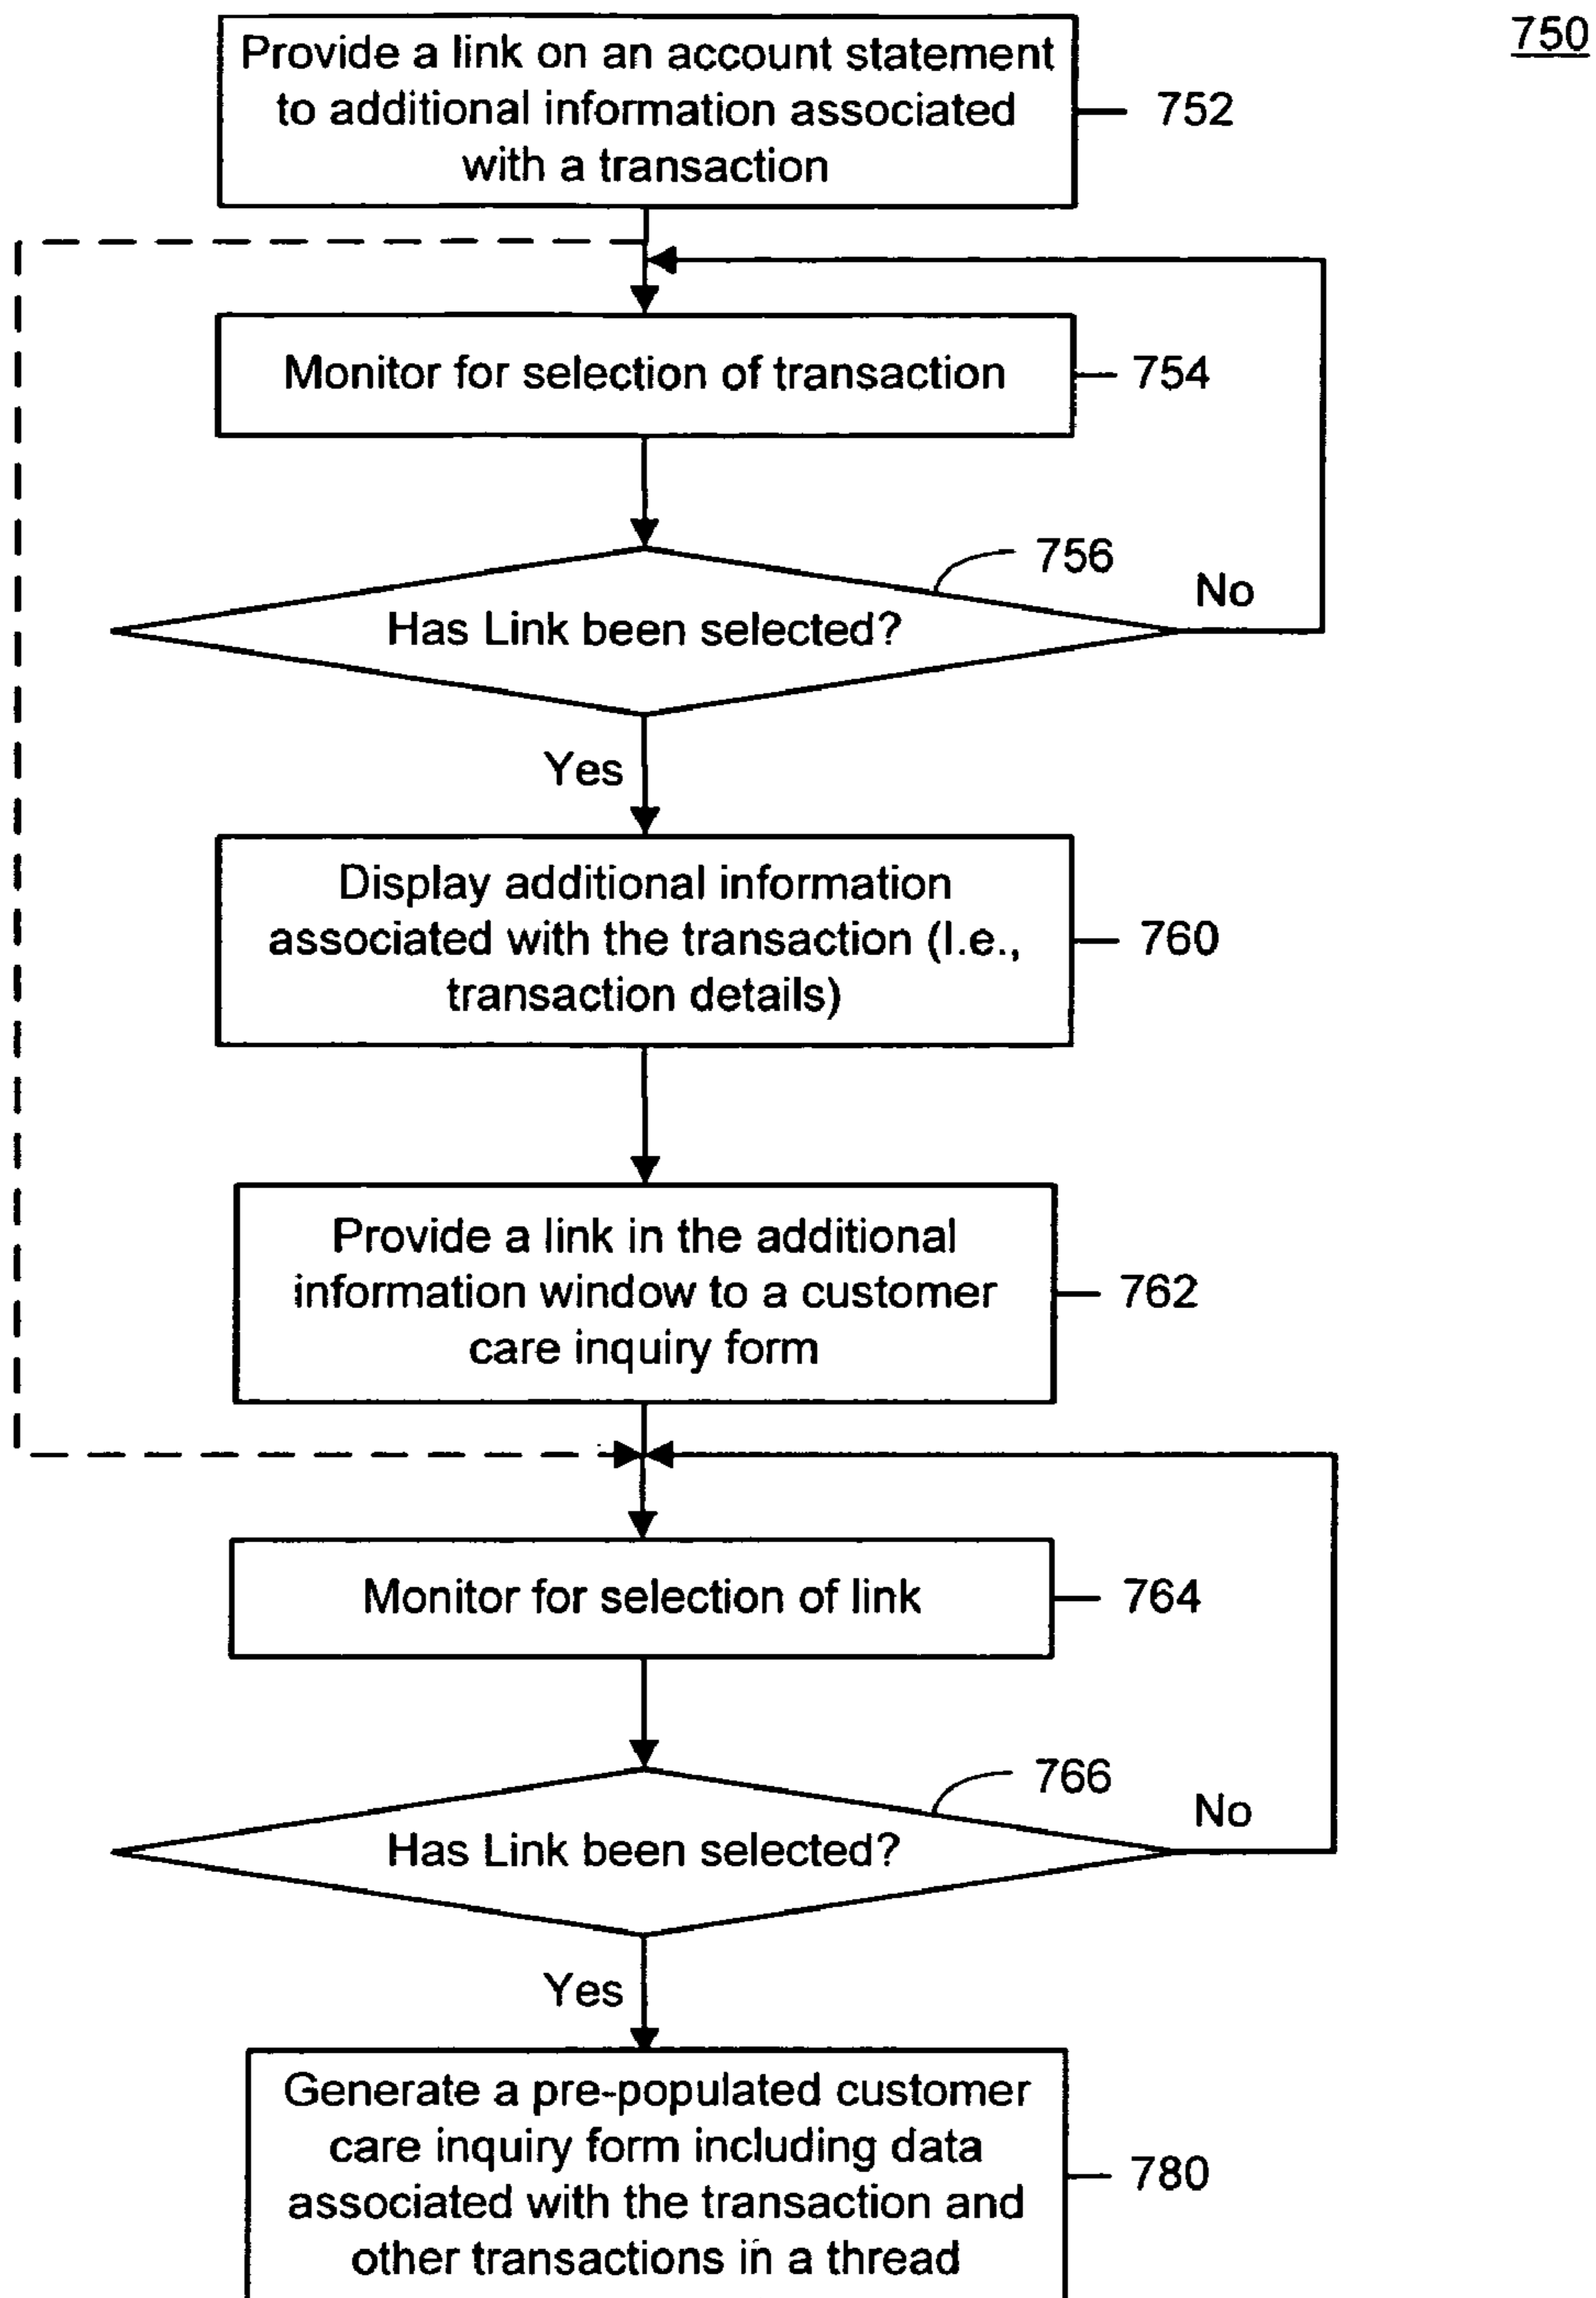 750
Provide a link on an account statement
to additional information associated
with a transaction
752
Monitor for selection of transaction
754
756
No
Has Link been selected?
Yes
Display additional information
associated with the transaction (I.e.,
transaction details)
760
Provide a link in the additional
information window to a customer
care inquiry form
762
Monitor for selection of link
764
766
No
Has Link been selected?
Yes
Generate a pre-populated customer
care inquiry form including data
associated with the transaction and
other transactions in a thread
780